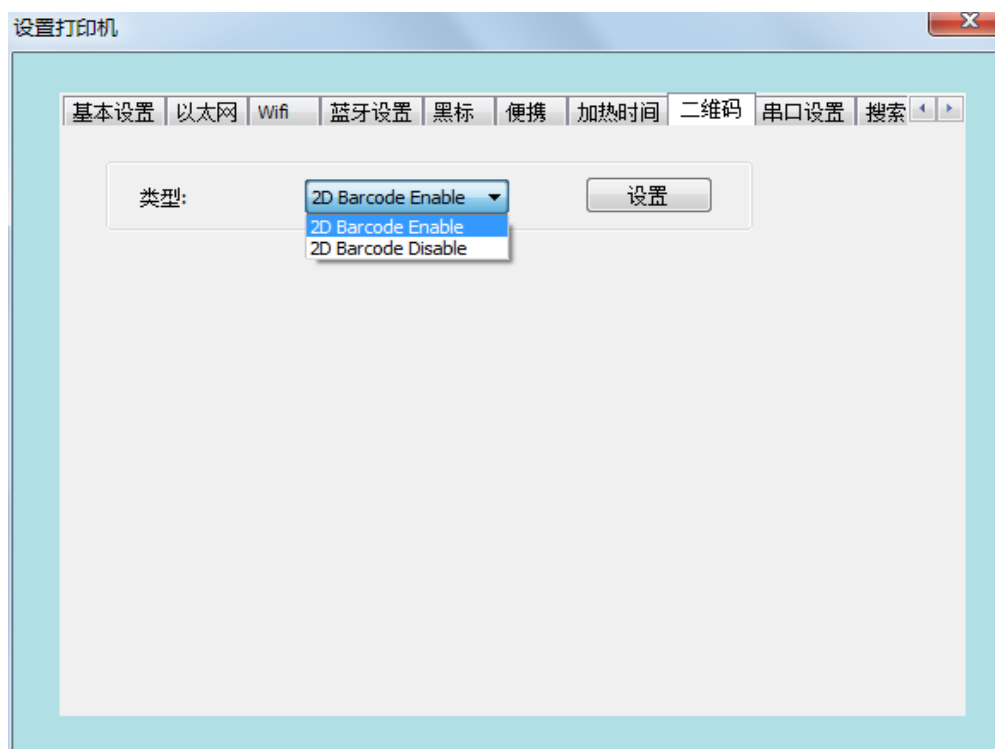 设置打印机
基本设置 以太网 Wifi 蓝牙设置 黑标 便携 加热时间 二维码 串口设置 搜索
类型: 2D Barcode Enable 设置
2D Barcode Enable
2D Barcode Disable